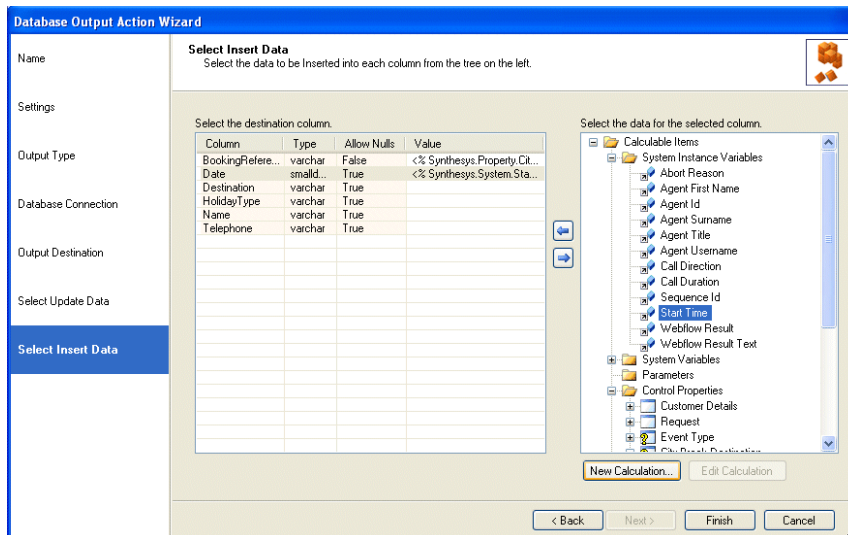 Database Output Action Wizard
Name
Settings
Output Type
Database Connection
Output Destination
Select Update Data
Select Insert Data
Select Insert Data
Select the data to be Inserted into each column from the tree on the left.
Select the destination column.
Column Type Allow Nulls Value
BookingRefere... varchar False <% Synthesys.Property.Cit...
Date smalld... True <% Synthesys.System.Sta...
Destination varchar True
HolidayType varchar True
Name varchar True
Telephone varchar True
Select the data for the selected column.
Calculable Items
System Instance Variables
Abort Reason
Agent First Name
Agent Id
Agent Surname
Agent Title
Agent Username
Call Direction
Call Duration
Sequence Id
Start Time
Webflow Result
Webflow Result Text
System Variables
Parameters
Control Properties
Customer Details
Request
Event Type
City Break Destination
New Calculation... Edit Calculation
< Back Next > Finish Cancel